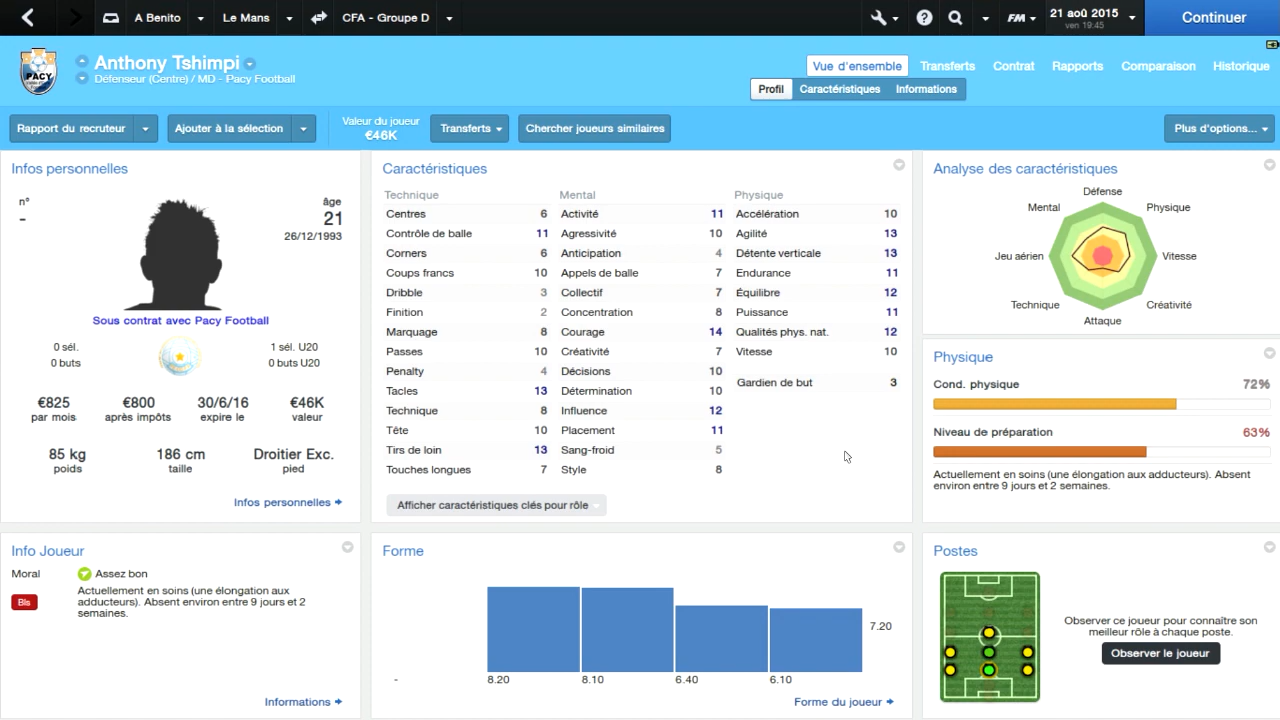 A Benito
Le Mans
CFA - Groupe D
FM
21 aoû 2015
ven 19:45
Continuer
PACY
Anthony Tshimpi
Défenseur (Centre) / MD - Pacy Football
Vue d'ensemble
Transferts
Contrat
Rapports
Comparaison
Historique
Profil
Caractéristiques
Informations
Rapport du recruteur
Ajouter à la sélection
Valeur du joueur
€46K
Transferts
Chercher joueurs similaires
Plus d'options...
Infos personnelles
n°
-
âge
21
26/12/1993
Sous contrat avec Pacy Football
0 sél.
0 buts
1 sél. U20
0 buts U20
€825
par mois
€800
après impôts
30/6/16
expire le
€46K
valeur
85 kg
poids
186 cm
taille
Droitier Exc.
pied
Infos personnelles
Caractéristiques
Technique
Centres 6
Contrôle de balle 11
Corners 6
Coups francs 10
Dribble 3
Finition 2
Marquage 8
Passes 10
Penalty 4
Tacles 13
Technique 8
Tête 10
Tirs de loin 13
Touches longues 7
Mental
Activité 11
Agressivité 10
Anticipation 4
Appels de balle 7
Collectif 7
Concentration 8
Courage 14
Créativité 7
Décisions 10
Détermination 10
Influence 12
Placement 11
Sang-froid 5
Style 8
Physique
Accélération 10
Agilité 13
Détente verticale 13
Endurance 11
Équilibre 12
Puissance 11
Qualités phys. nat. 12
Vitesse 10
Gardien de but 3
Afficher caractéristiques clés pour rôle
Analyse des caractéristiques
Défense
Mental
Physique
Jeu aérien
Vitesse
Technique
Créativité
Attaque
Physique
Cond. physique 72%
Niveau de préparation 63%
Actuellement en soins (une élongation aux adducteurs). Absent
environ entre 9 jours et 2 semaines.
Info Joueur
Moral
Assez bon
Bls
Actuellement en soins (une élongation aux
adducteurs). Absent environ entre 9 jours et 2
semaines.
Informations
Forme
7.20
-
8.20
8.10
6.40
6.10
Forme du joueur
Postes
Observer ce joueur pour connaître son
meilleur rôle à chaque poste.
Observer le joueur